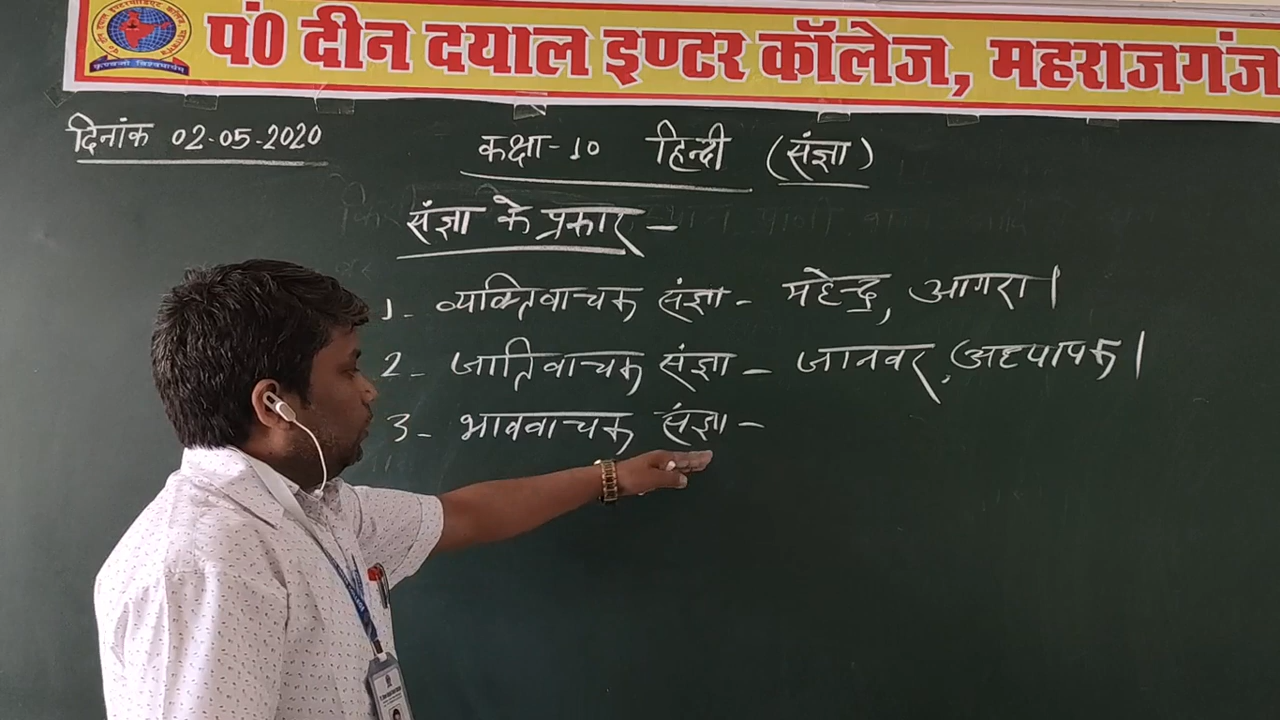 पं0 दीन दयाल इण्टर कॉलेज, महराजगंज
दिनांक 02-05-2020
कक्षा-10 हिन्दी (संज्ञा)
संज्ञा के प्रकार -
1- व्यक्तिवाचक संज्ञा - महेन्द्र, आगरा।
2- जातिवाचक संज्ञा - जानवर, अध्यापक।
3- भाववाचक संज्ञा -